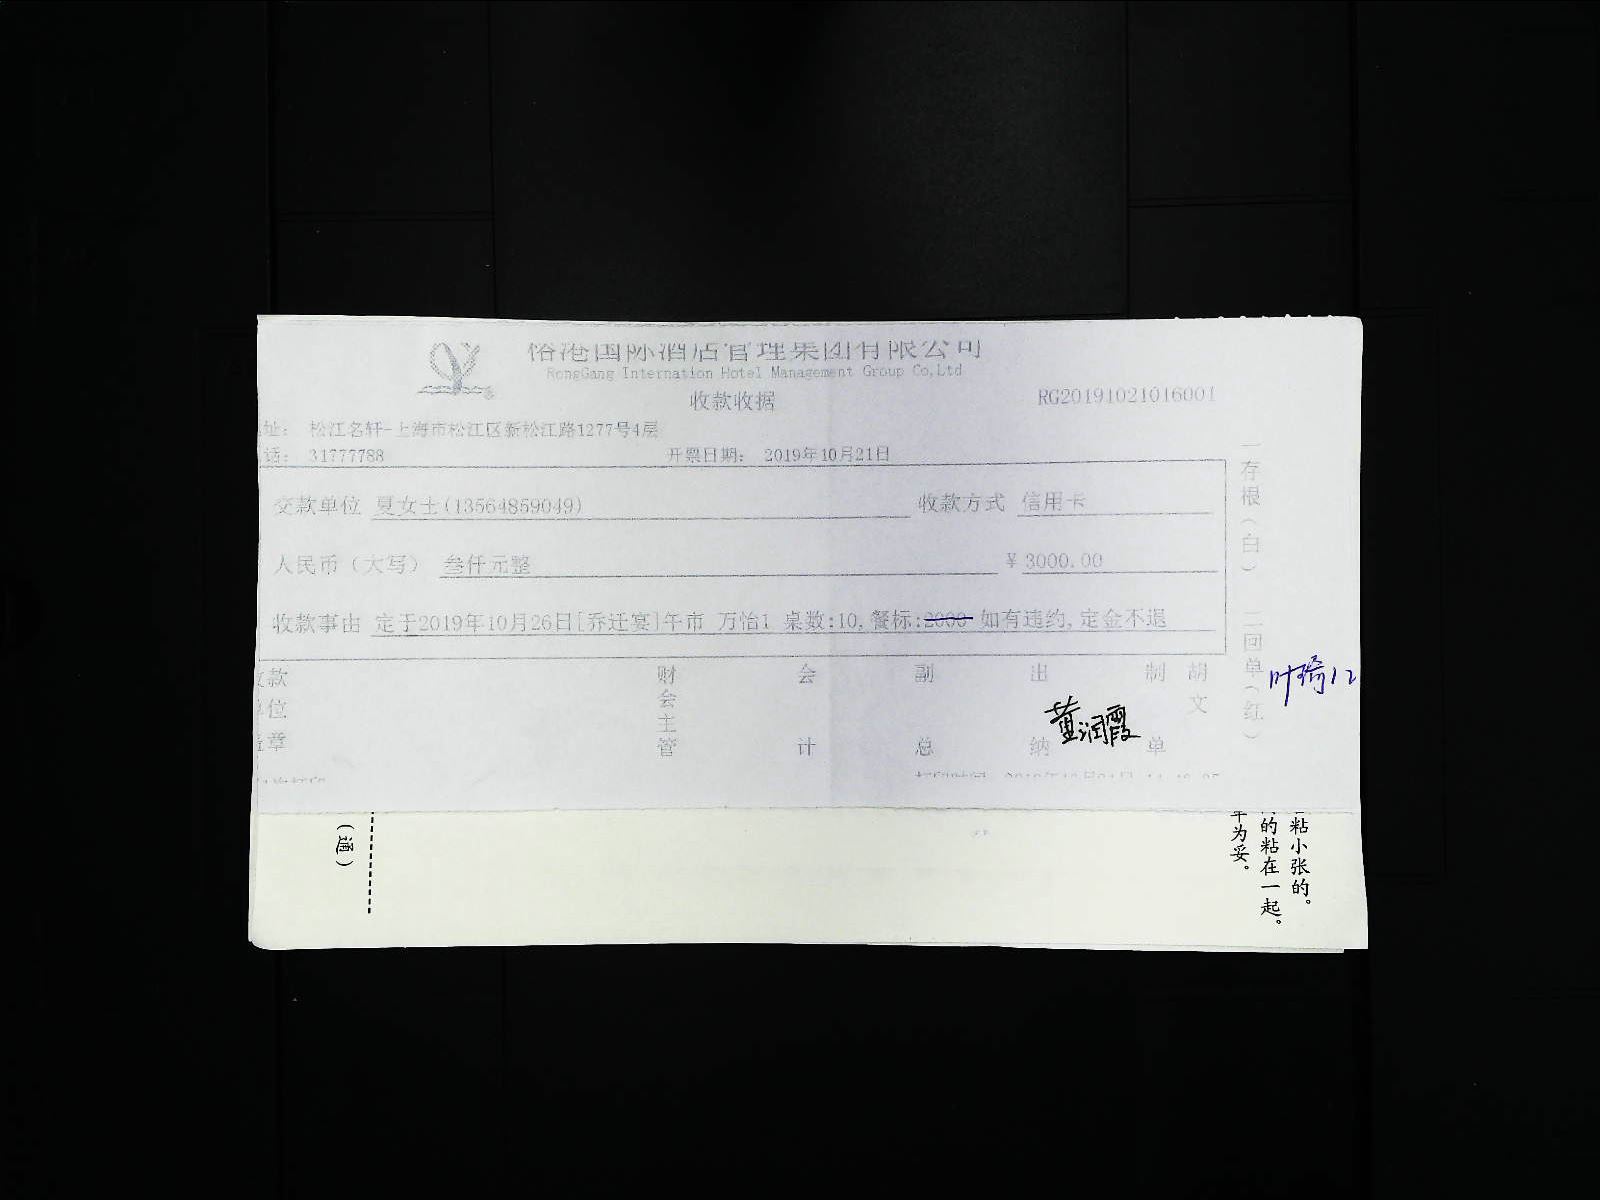 国际酒店管理集团有限公司
RongGang Internation Hotel Management Group Co,Ltd
收款收据
RG20191021016001
址： 松江名轩-上海市松江区新松江路1277号4层
话： 31777788 开票日期： 2019年10月21日
交款单位 夏女士(13564859049) 收款方式 信用卡
人民币（大写） 叁仟元整 ¥ 3000.00
收款事由 定于2019年10月26日[乔迁宴]午市 万怡1 桌数:10,餐标:2000 如有违约,定金不退
款 位 章
财会主管
会计
副总
出纳
董润霞
制单
胡文
一存根（白） 二回单（红）
叶琦12
粘小张的。
的粘在一起。
年为妥。